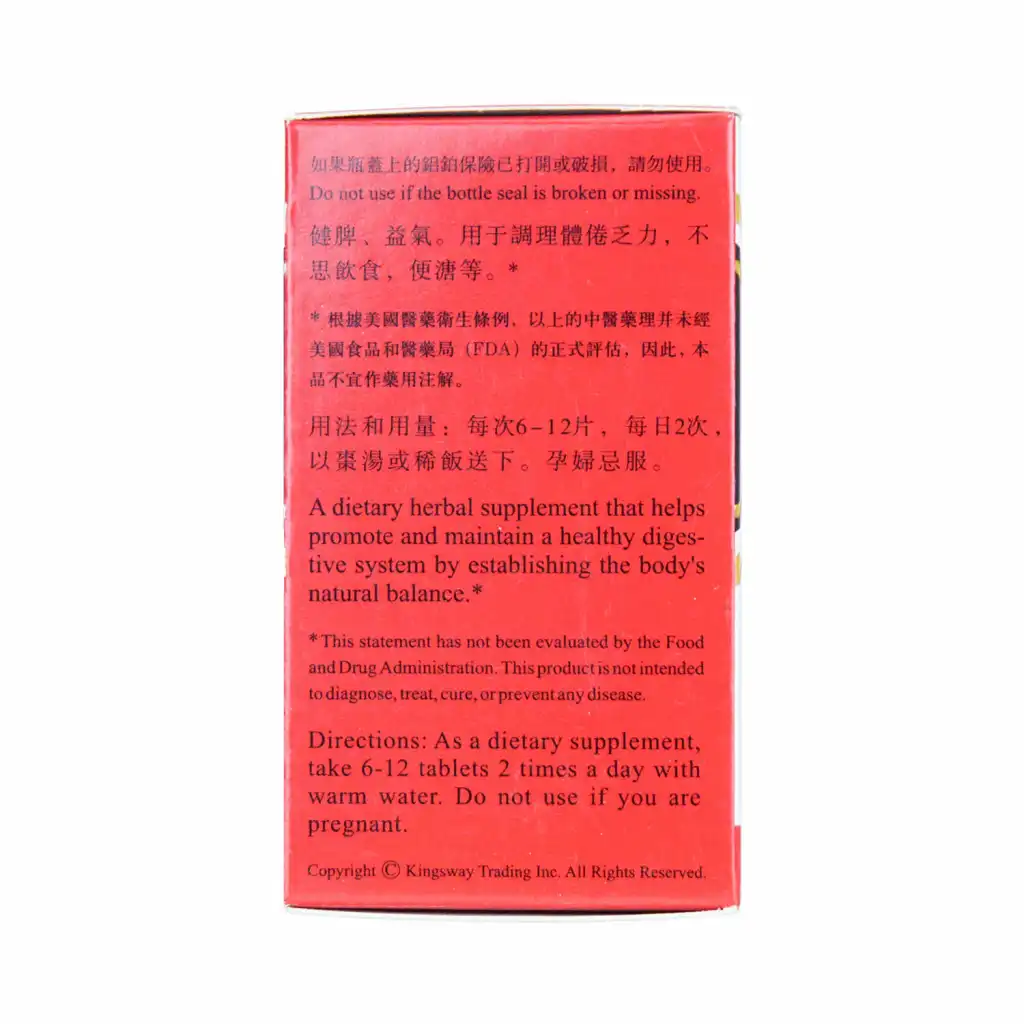 如果瓶蓋上的鋁鉑保險已打開或破損，請勿使用。
Do not use if the bottle seal is broken or missing.
健脾、益氣。用于調理體倦乏力，不
思飲食，便溏等。*
* 根據美國醫藥衛生條例，以上的中醫藥理并未經
美國食品和醫藥局（FDA）的正式評估，因此，本
品不宜作藥用注解。
用法和用量：每次6-12片，每日2次，
以棗湯或稀飯送下。孕婦忌服。
A dietary herbal supplement that helps
promote and maintain a healthy diges-
tive system by establishing the body's
natural balance.*
*This statement has not been evaluated by the Food
and Drug Administration. This product is not intended
to diagnose, treat, cure, or prevent any disease.
Directions: As a dietary supplement,
take 6-12 tablets 2 times a day with
warm water. Do not use if you are
pregnant.
Copyright © Kingsway Trading Inc. All Rights Reserved.